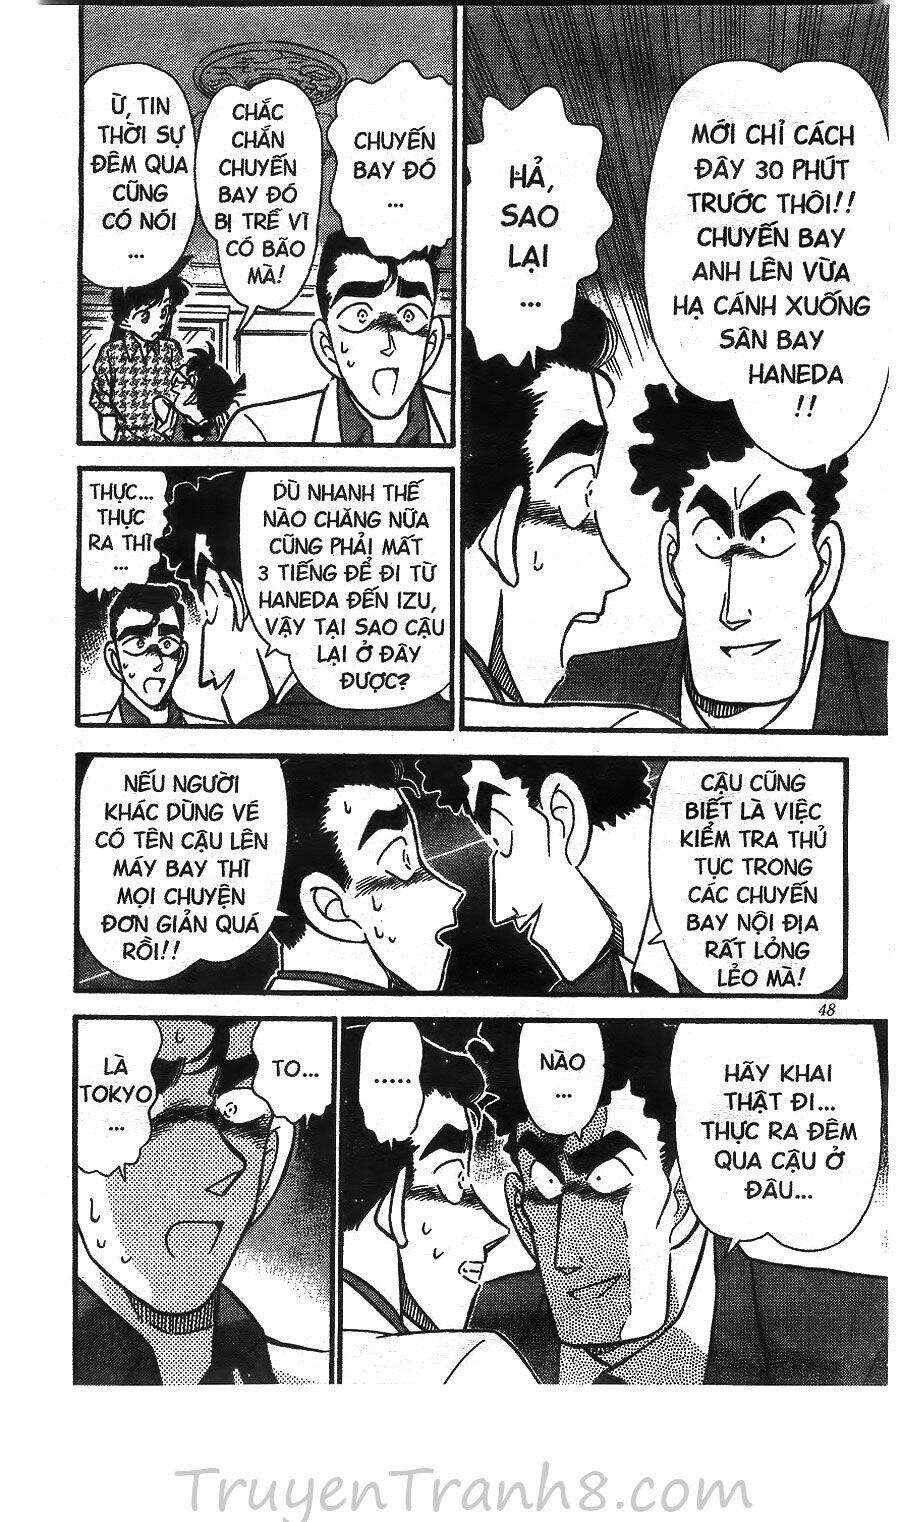 MỚI CHỈ CÁCH
ĐÂY 30 PHÚT
TRƯỚC THÔI!!
CHUYẾN BAY
ANH LÊN VỪA
HẠ CÁNH XUỐNG
SÂN BAY
HANEDA
!!
HẢ,
SAO
LẠI
...
CHUYẾN
BAY ĐÓ
...
CHẮC
CHẮN
CHUYẾN
BAY ĐÓ
BỊ TRỄ VÌ
CÓ BÃO
MÀ!
Ừ, TIN
THỜI SỰ
ĐÊM QUA
CŨNG
CÓ NÓI
...
DÙ NHANH THẾ
NÀO CHĂNG NỮA
CŨNG PHẢI MẤT
3 TIẾNG ĐỂ ĐI TỪ
HANEDA ĐẾN IZU,
VẬY TẠI SAO CẬU
LẠI Ở ĐÂY
ĐƯỢC?
THỰC...
THỰC
RA THÌ
...
CẬU CŨNG
BIẾT LÀ VIỆC
KIỂM TRA THỦ
TỤC TRONG
CÁC CHUYẾN
BAY NỘI ĐỊA
RẤT LỎNG
LẺO MÀ!
NẾU NGƯỜI
KHÁC DÙNG VÉ
CÓ TÊN CẬU LÊN
MÁY BAY THÌ
MỌI CHUYỆN
ĐƠN GIẢN QUÁ
RỒI!!
48
HÃY KHAI
THẬT ĐI...
THỰC RA ĐÊM
QUA CẬU Ở
ĐÂU...
NÀO
...
.....
TO...
LÀ
TOKYO
...
TruyenTranh8.com